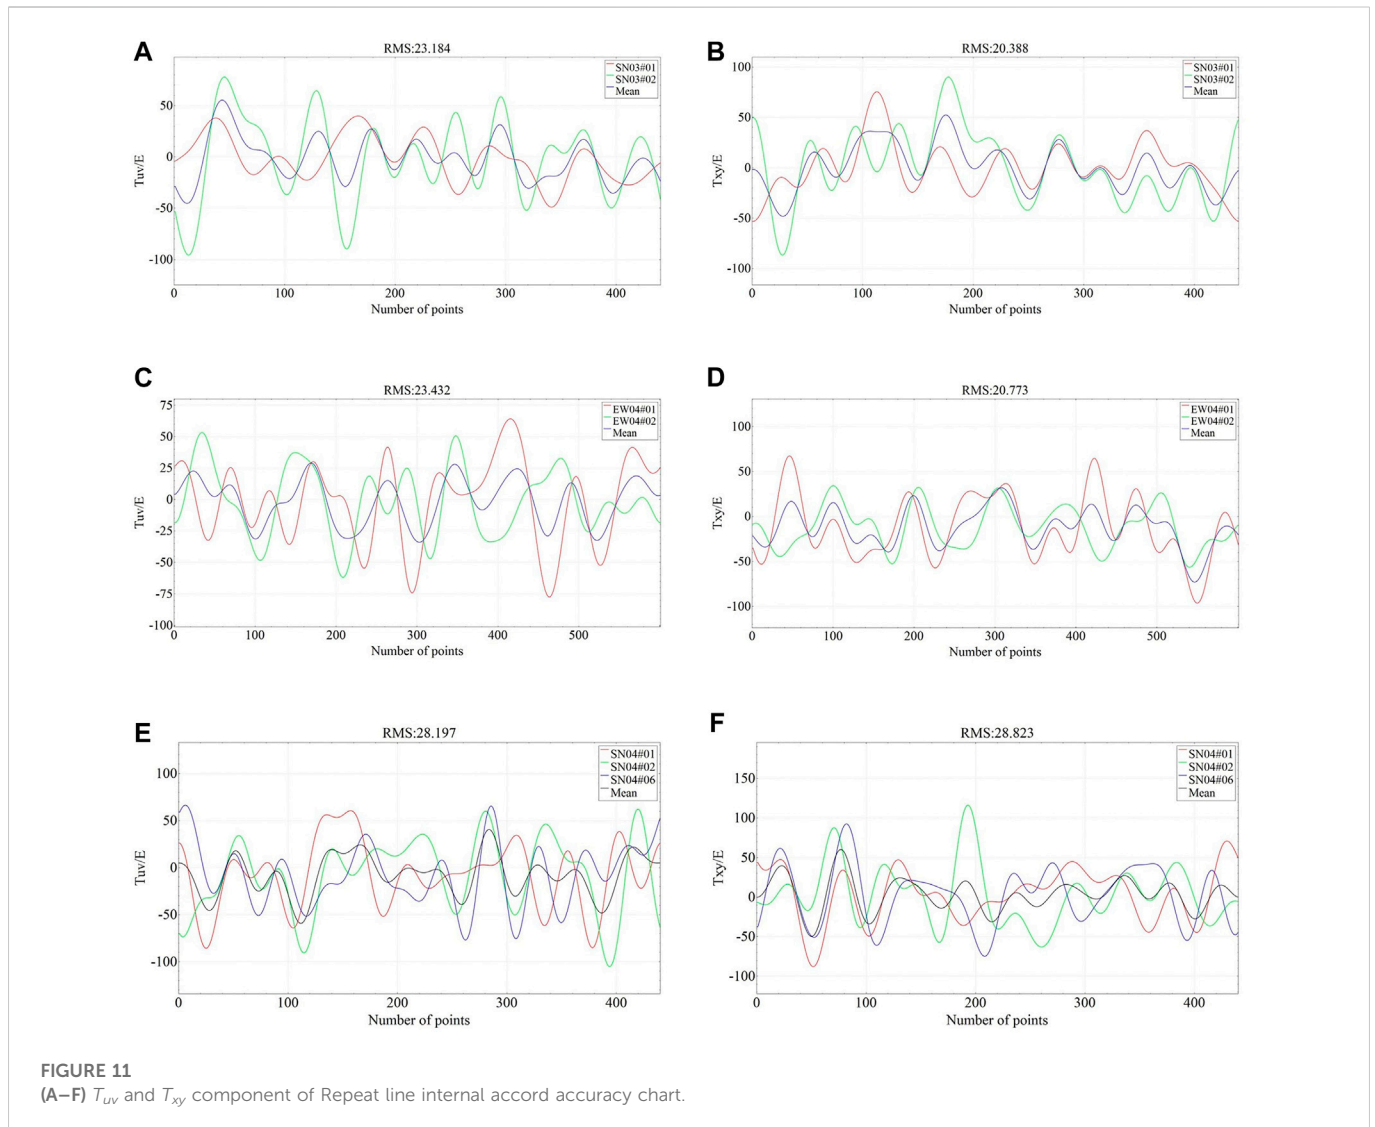 A
RMS:23.184
SN03#01
SN03#02
Mean
50
0
-50
-100
Tuv/E
0 100 200 300 400
Number of points
B
RMS:20.388
SN03#01
SN03#02
Mean
100
50
0
-50
-100
Txy/E
0 100 200 300 400
Number of points
C
RMS:23.432
EW04#01
EW04#02
Mean
75
50
25
0
-25
-50
-75
-100
Tuv/E
0 100 200 300 400 500
Number of points
D
RMS:20.773
EW04#01
EW04#02
Mean
100
50
0
-50
-100
Txy/E
0 100 200 300 400 500
Number of points
E
RMS:28.197
SN04#01
SN04#02
SN04#06
Mean
100
50
0
-50
-100
Tuv/E
0 100 200 300 400
Number of points
F
RMS:28.823
SN04#01
SN04#02
SN04#06
Mean
150
100
50
0
-50
-100
Txy/E
0 100 200 300 400
Number of points
FIGURE 11
(A–F) Tuv and Txy component of Repeat line internal accord accuracy chart.